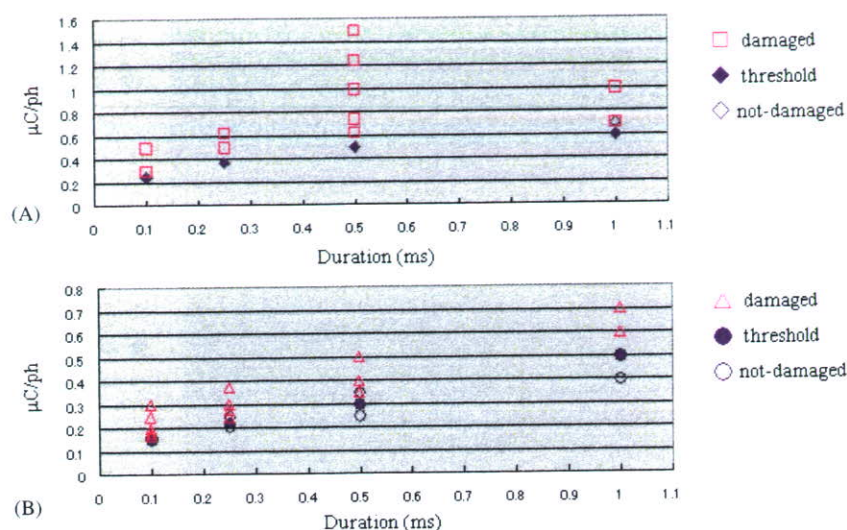 1.6
1.4
1.2
1
0.8
0.6
0.4
0.2
0
μC/ph
(A)
0 0.1 0.2 0.3 0.4 0.5 0.6 0.7 0.8 0.9 1 1.1
Duration (ms)
damaged
threshold
not-damaged
0.8
0.7
0.6
0.5
0.4
0.3
0.2
0.1
0
μC/ph
(B)
0 0.1 0.2 0.3 0.4 0.5 0.6 0.7 0.8 0.9 1 1.1
Duration (ms)
damaged
threshold
not-damaged